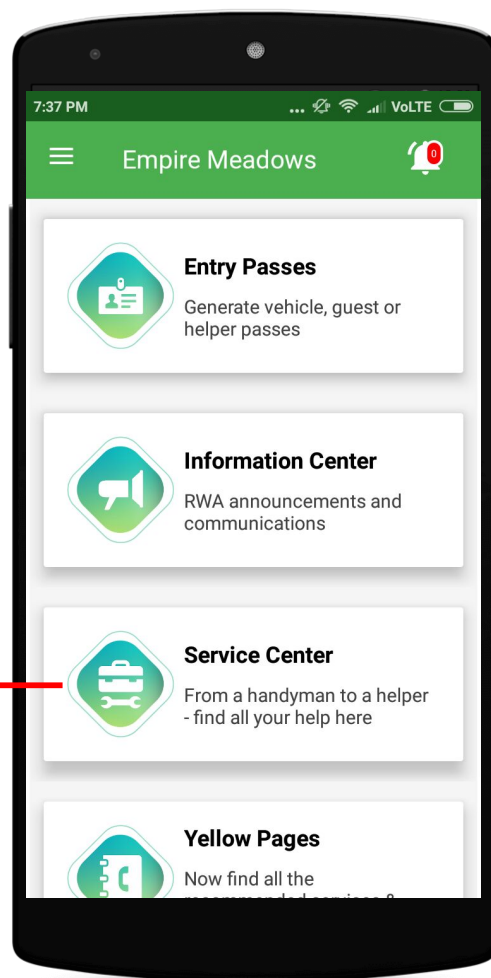 7:37 PM ... VoLTE
Empire Meadows 0
Entry Passes
Generate vehicle, guest or
helper passes
Information Center
RWA announcements and
communications
Service Center
From a handyman to a helper
- find all your help here
Yellow Pages
Now find all the
recommended services &